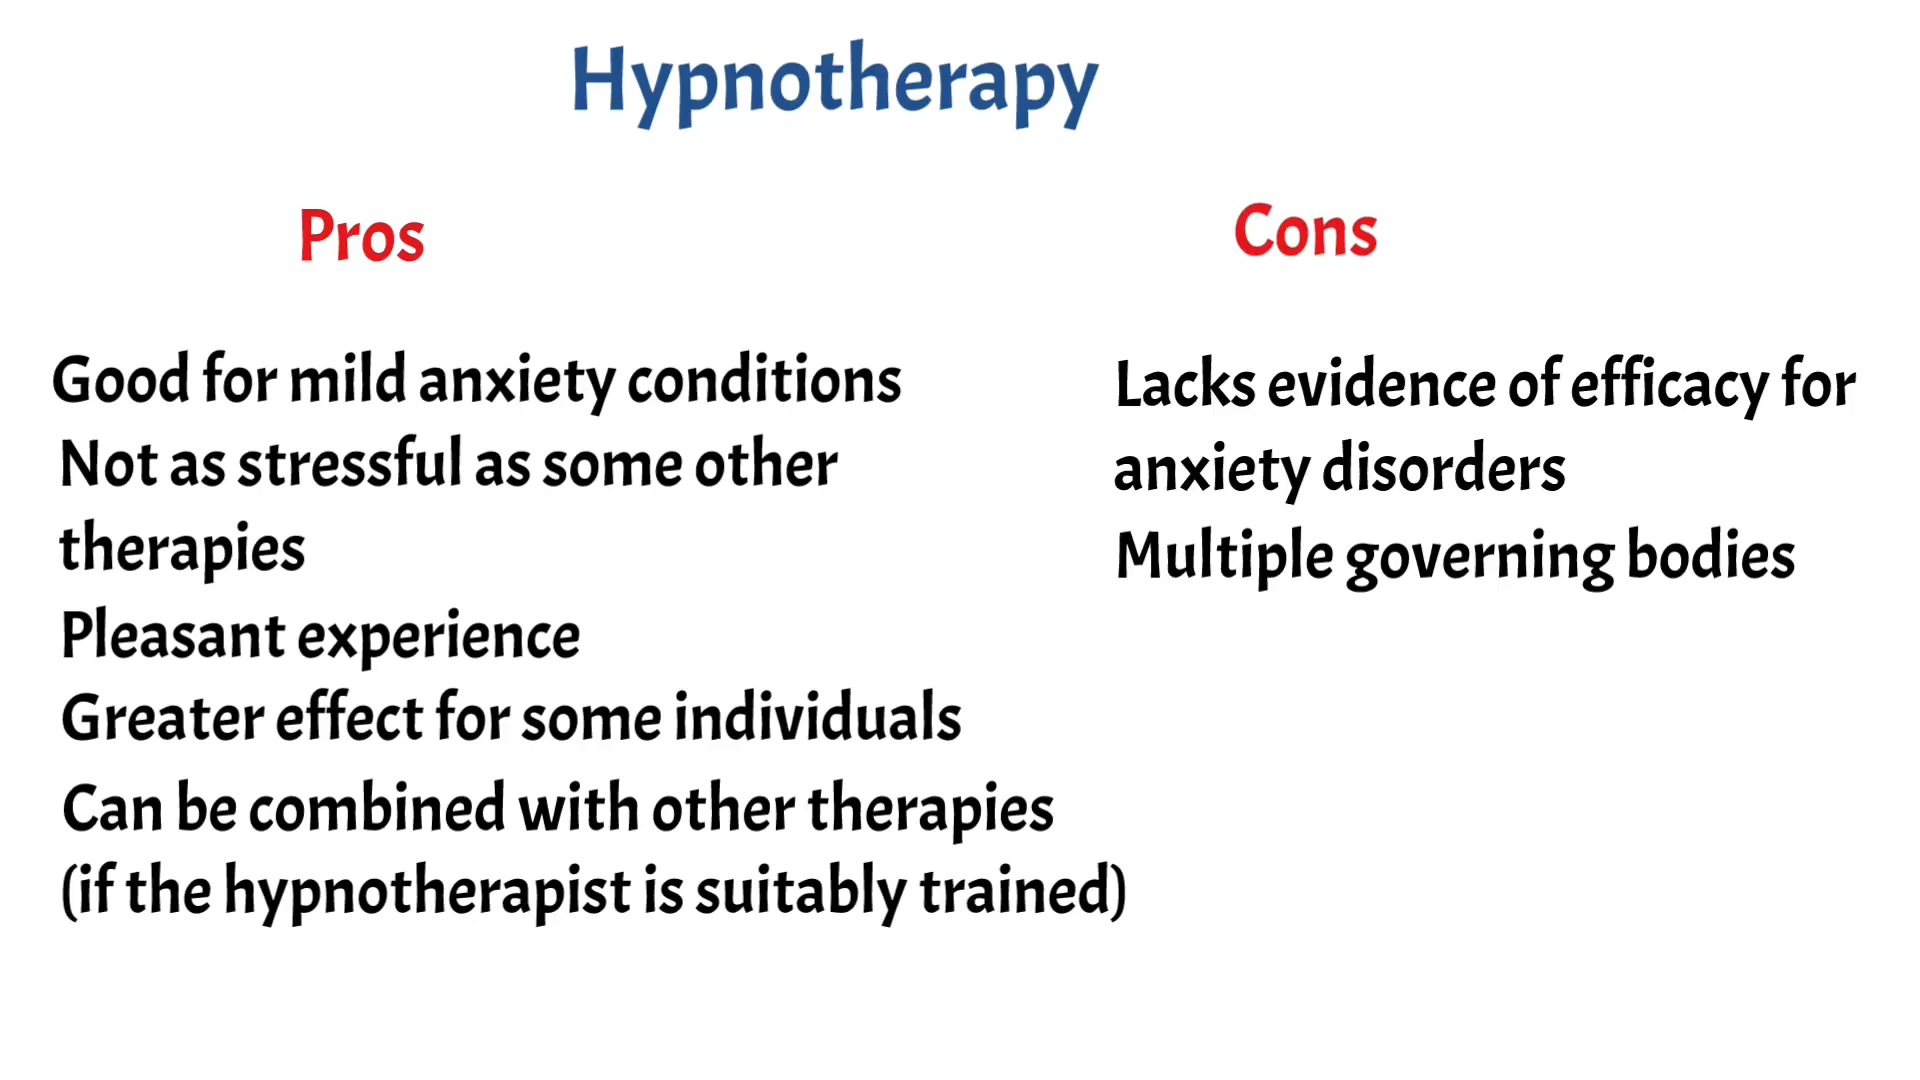 Hypnotherapy
Pros
Good for mild anxiety conditions
Not as stressful as some other
therapies
Pleasant experience
Greater effect for some individuals
Can be combined with other therapies
(if the hypnotherapist is suitably trained)
Cons
Lacks evidence of efficacy for
anxiety disorders
Multiple governing bodies